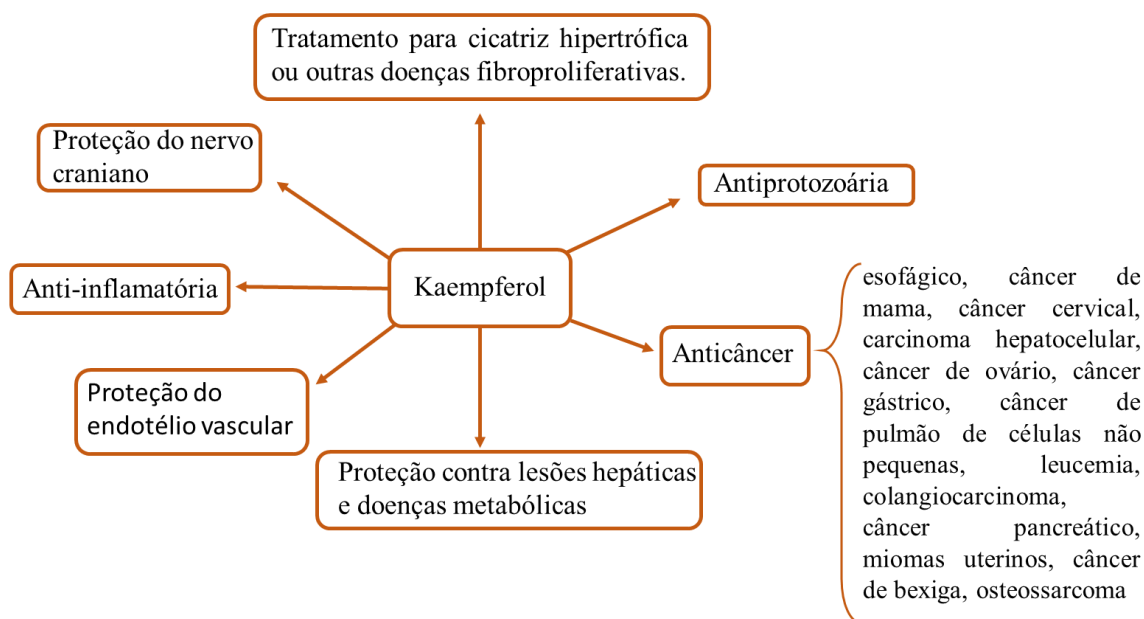 Tratamento para cicatriz hipertrófica
ou outras doenças fibroproliferativas.
Proteção do nervo
craniano
Antiprotozoária
Anti-inflamatória
Kaempferol
Anticâncer
esofágico, câncer de
mama, câncer cervical,
carcinoma hepatocelular,
câncer de ovário, câncer
gástrico, câncer de
pulmão de células não
pequenas, leucemia,
colangiocarcinoma,
câncer pancreático,
miomas uterinos, câncer
de bexiga, osteossarcoma
Proteção do
endotélio vascular
Proteção contra lesões hepáticas
e doenças metabólicas